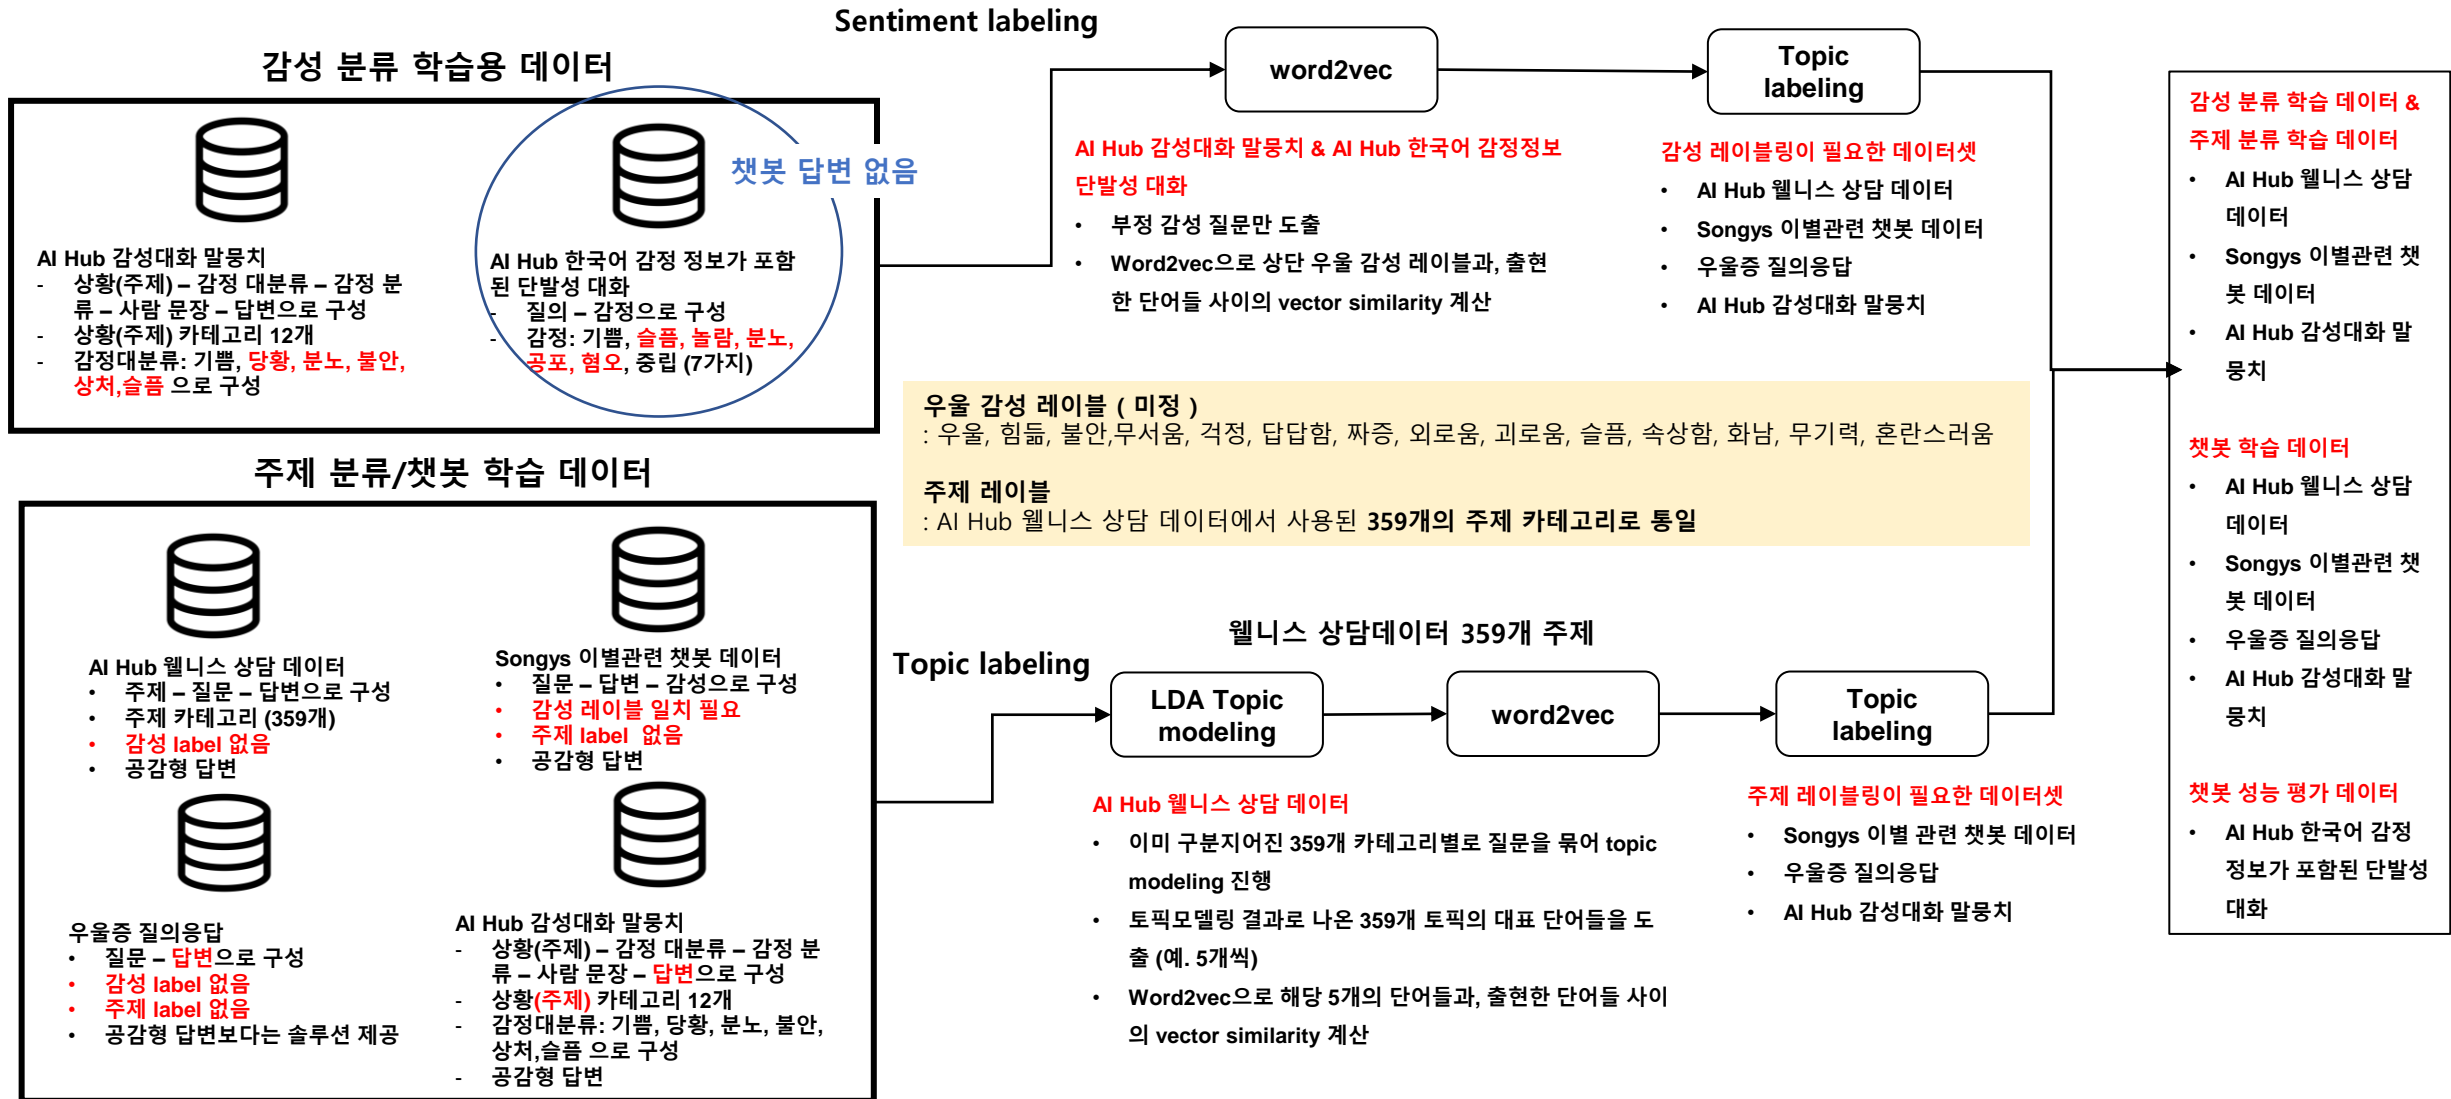 Sentiment labeling
감성 분류 학습용 데이터
챗봇 답변 없음
AI Hub 감성대화 말뭉치
- 상황(주제) – 감정 대분류 – 감정 분
류 – 사람 문장 – 답변으로 구성
- 상황(주제) 카테고리 12개
- 감정대분류: 기쁨, 당황, 분노, 불안,
상처,슬픔 으로 구성
AI Hub 한국어 감정 정보가 포함
된 단발성 대화
- 질의 – 감정으로 구성
- 감정: 기쁨, 슬픔, 놀람, 분노,
공포, 혐오, 중립 (7가지)
word2vec
Topic
labeling
AI Hub 감성대화 말뭉치 & AI Hub 한국어 감정정보
단발성 대화
• 부정 감성 질문만 도출
• Word2vec으로 상단 우울 감성 레이블과, 출현
한 단어들 사이의 vector similarity 계산
감성 레이블링이 필요한 데이터셋
• AI Hub 웰니스 상담 데이터
• Songys 이별관련 챗봇 데이터
• 우울증 질의응답
• AI Hub 감성대화 말뭉치
우울 감성 레이블 ( 미정 )
: 우울, 힘듦, 불안,무서움, 걱정, 답답함, 짜증, 외로움, 괴로움, 슬픔, 속상함, 화남, 무기력, 혼란스러움
주제 레이블
: AI Hub 웰니스 상담 데이터에서 사용된 359개의 주제 카테고리로 통일
주제 분류/챗봇 학습 데이터
AI Hub 웰니스 상담 데이터
• 주제 – 질문 – 답변으로 구성
• 주제 카테고리 (359개)
• 감성 label 없음
• 공감형 답변
Songys 이별관련 챗봇 데이터
• 질문 – 답변 – 감성으로 구성
• 감성 레이블 일치 필요
• 주제 label 없음
• 공감형 답변
우울증 질의응답
• 질문 – 답변으로 구성
• 감성 label 없음
• 주제 label 없음
• 공감형 답변보다는 솔루션 제공
AI Hub 감성대화 말뭉치
- 상황(주제) – 감정 대분류 – 감정 분
류 – 사람 문장 – 답변으로 구성
- 상황(주제) 카테고리 12개
- 감정대분류: 기쁨, 당황, 분노, 불안,
상처,슬픔 으로 구성
- 공감형 답변
Topic labeling
웰니스 상담데이터 359개 주제
LDA Topic
modeling
word2vec
Topic
labeling
AI Hub 웰니스 상담 데이터
• 이미 구분지어진 359개 카테고리별로 질문을 묶어 topic
modeling 진행
• 토픽모델링 결과로 나온 359개 토픽의 대표 단어들을 도
출 (예. 5개씩)
• Word2vec으로 해당 5개의 단어들과, 출현한 단어들 사이
의 vector similarity 계산
주제 레이블링이 필요한 데이터셋
• Songys 이별 관련 챗봇 데이터
• 우울증 질의응답
• AI Hub 감성대화 말뭉치
감성 분류 학습 데이터 &
주제 분류 학습 데이터
• AI Hub 웰니스 상담
데이터
• Songys 이별관련 챗
봇 데이터
• AI Hub 감성대화 말
뭉치
챗봇 학습 데이터
• AI Hub 웰니스 상담
데이터
• Songys 이별관련 챗
봇 데이터
• 우울증 질의응답
• AI Hub 감성대화 말
뭉치
챗봇 성능 평가 데이터
• AI Hub 한국어 감정
정보가 포함된 단발성
대화